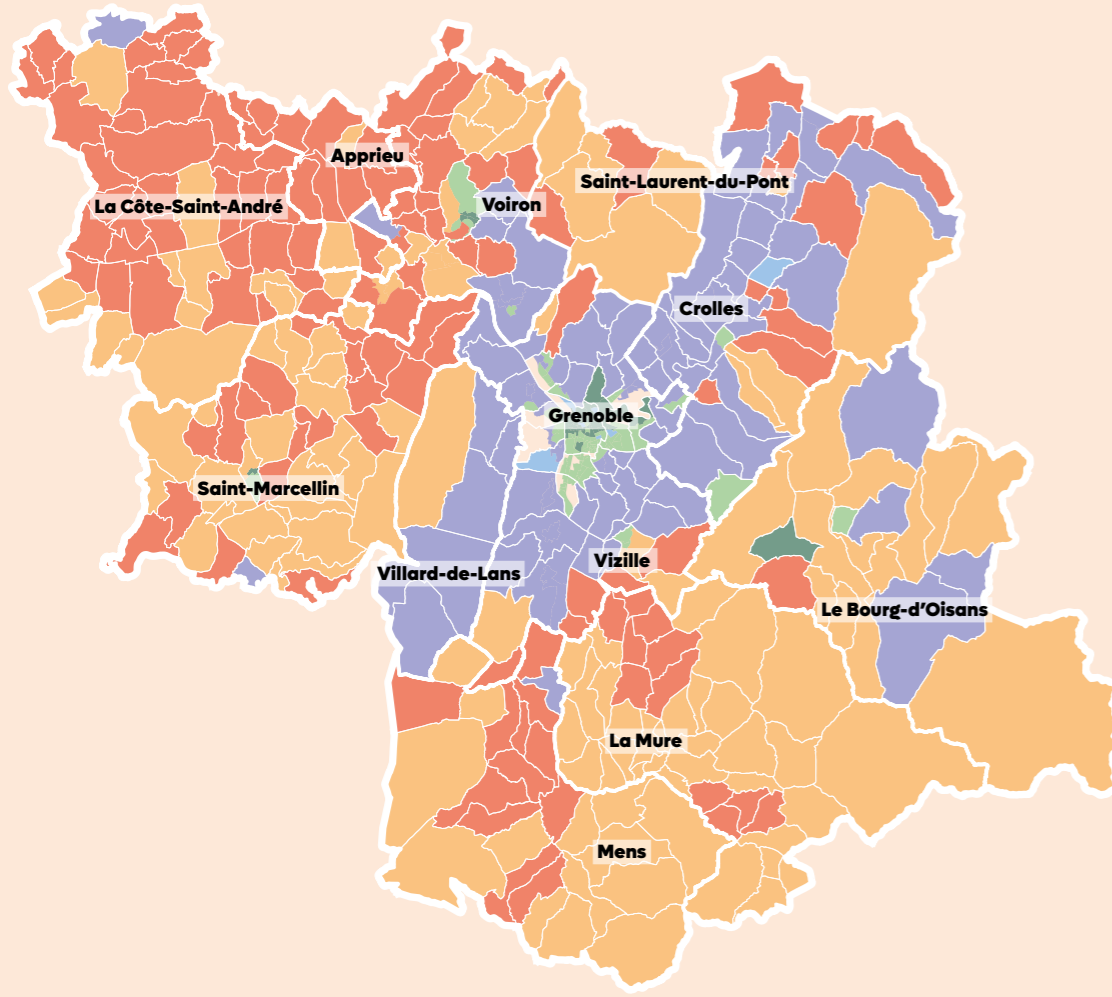 Apprieu
Saint-Laurent-du-Pont
La Côte-Saint-André
Voiron
Crolles
Grenoble
Saint-Marcellin
Vizille
Villard-de-Lans
Le Bourg-d'Oisans
La Mure
Mens